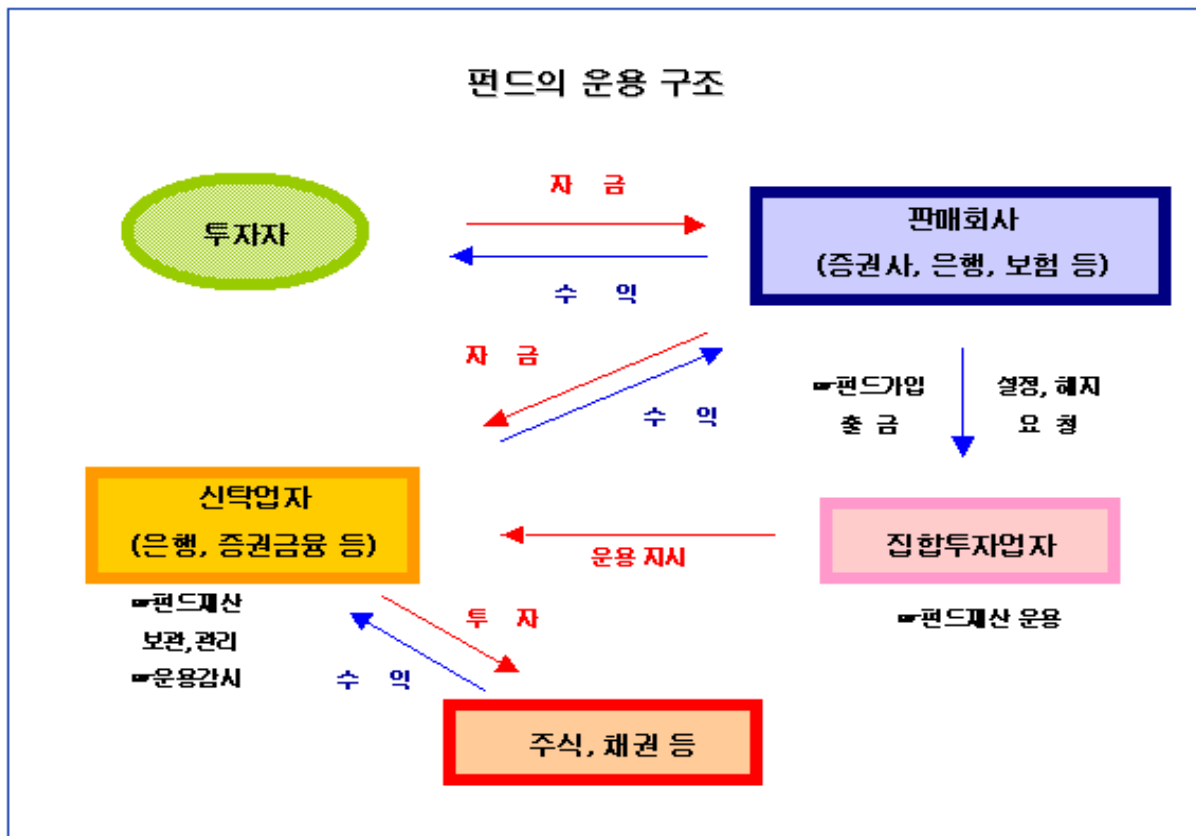 펀드의 운용 구조
자 금
투자자
판매회사
(증권사, 은행, 보험 등)
수 익
자 금
수 익
☞펀드가입
출 금
설정, 해지
요 청
신탁업자
(은행, 증권금융 등)
운용 지시
집합투자업자
☞펀드재산
보관,관리
☞운용감시
투 자
수 익
☞펀드재산 운용
주식, 채권 등